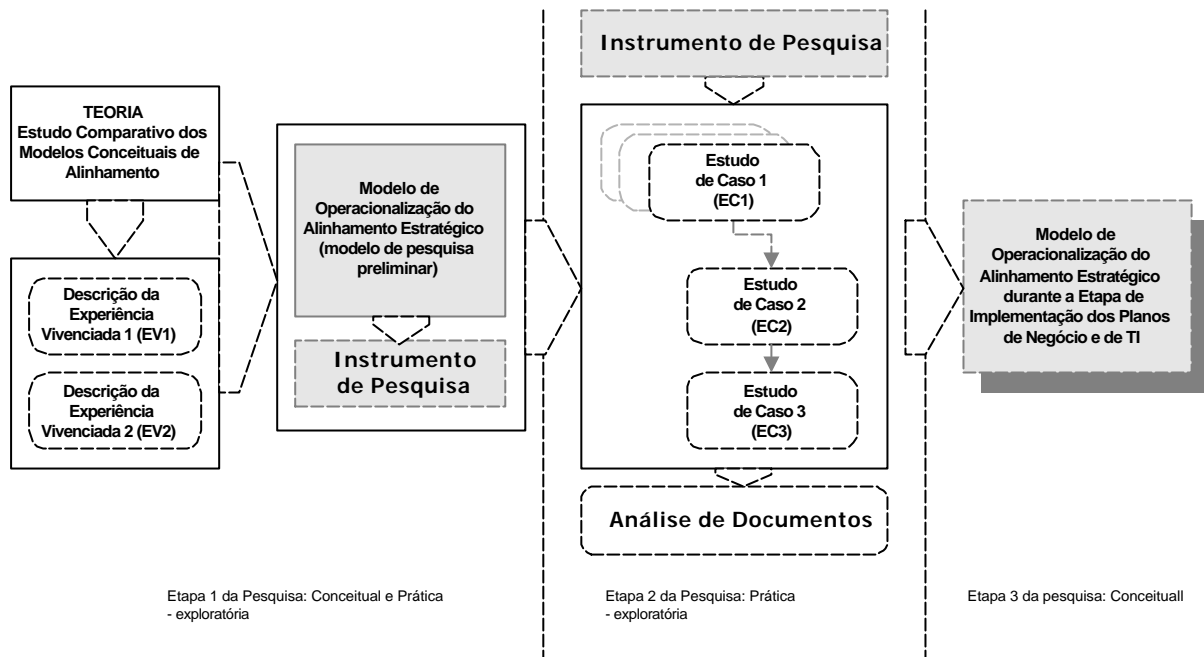 TEORIA
Estudo Comparativo dos
Modelos Conceituais de
Alinhamento
Descrição da
Experiência
Vivenciada 1 (EV1)
Descrição da
Experiência
Vivenciada 2 (EV2)
Modelo de
Operacionalização do
Alinhamento Estratégico
(modelo de pesquisa
preliminar)
Instrumento
de Pesquisa
Instrumento de Pesquisa
Estudo
de Caso 1
(EC1)
Estudo
de Caso 2
(EC2)
Estudo
de Caso 3
(EC3)
Análise de Documentos
Modelo de
Operacionalização do
Alinhamento Estratégico
durante a Etapa de
Implementação dos Planos
de Negócio e de TI
Etapa 1 da Pesquisa: Conceitual e Prática
- exploratória
Etapa 2 da Pesquisa: Prática
- exploratória
Etapa 3 da pesquisa: Conceituall